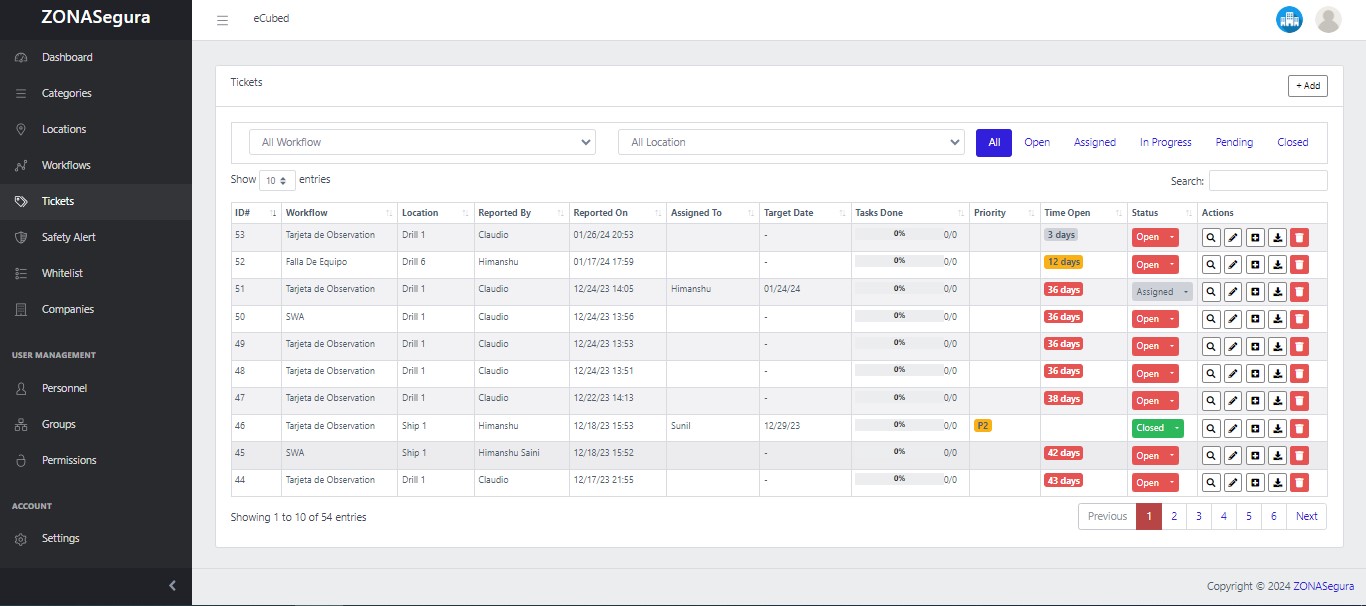 ZONASegura
eCubed
Dashboard
Categories
Locations
Workflows
Tickets
Safety Alert
Whitelist
Companies
USER MANAGEMENT
Personnel
Groups
Permissions
ACCOUNT
Settings
Tickets
+ Add
All Workflow All Location All Open Assigned In Progress Pending Closed
Show 10 entries Search:
ID# Workflow Location Reported By Reported On Assigned To Target Date Tasks Done Priority Time Open Status Actions
53 Tarjeta de Observation Drill 1 Claudio 01/26/24 20:53 - 0% 0/0 3 days Open
52 Falla De Equipo Drill 6 Himanshu 01/17/24 17:59 - 0% 0/0 12 days Open
51 Tarjeta de Observation Drill 1 Claudio 12/24/23 14:05 Himanshu 01/24/24 0% 0/0 36 days Assigned
50 SWA Drill 1 Claudio 12/24/23 13:56 - 0% 0/0 36 days Open
49 Tarjeta de Observation Drill 1 Claudio 12/24/23 13:53 - 0% 0/0 36 days Open
48 Tarjeta de Observation Drill 1 Claudio 12/24/23 13:51 - 0% 0/0 36 days Open
47 Tarjeta de Observation Drill 1 Claudio 12/22/23 14:13 - 0% 0/0 38 days Open
46 Tarjeta de Observation Ship 1 Himanshu 12/18/23 15:53 Sunil 12/29/23 0% 0/0 P2 Closed
45 SWA Ship 1 Himanshu Saini 12/18/23 15:52 - 0% 0/0 42 days Open
44 Tarjeta de Observation Drill 1 Claudio 12/17/23 21:55 - 0% 0/0 43 days Open
Showing 1 to 10 of 54 entries Previous 1 2 3 4 5 6 Next
Copyright © 2024 ZONASegura